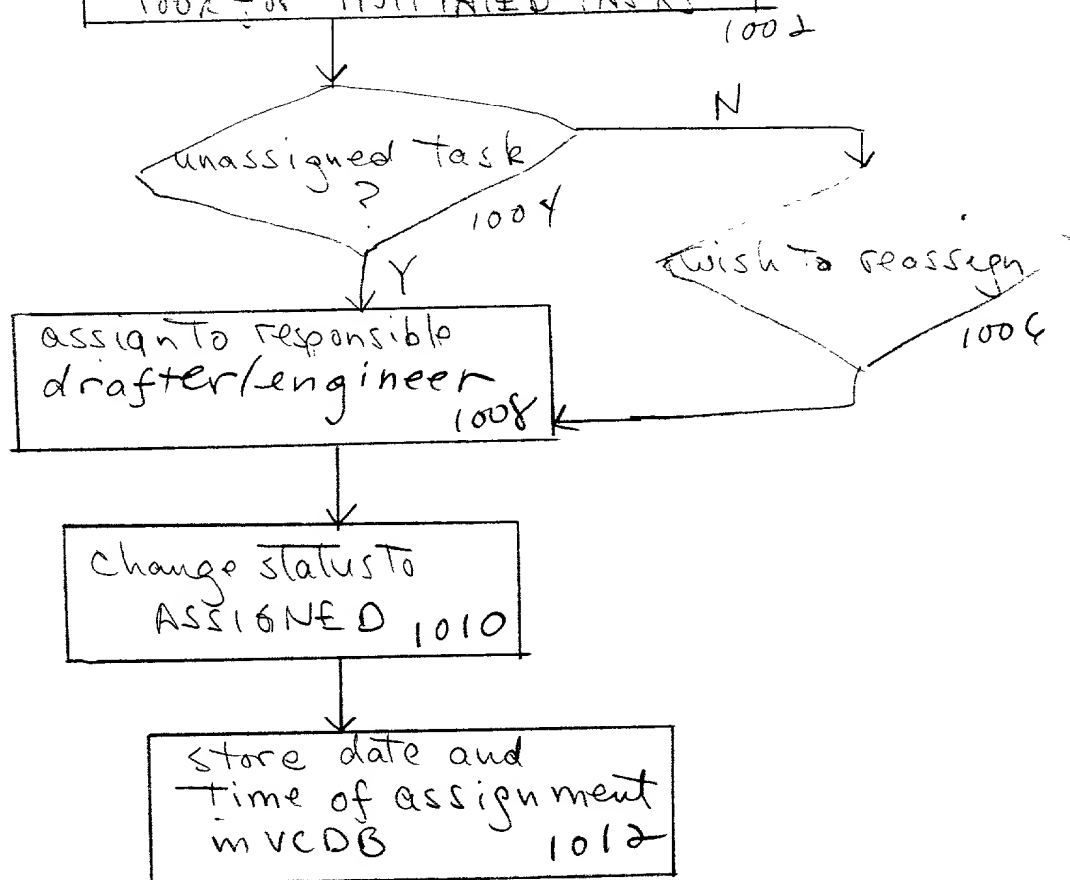 1002
N
unassigned task
?
1004
Y
wish to reassign
1006
assign to responsible
drafter/engineer
1008
change status to
ASSIGNED 1010
store date and
time of assignment
in VCDB 1012